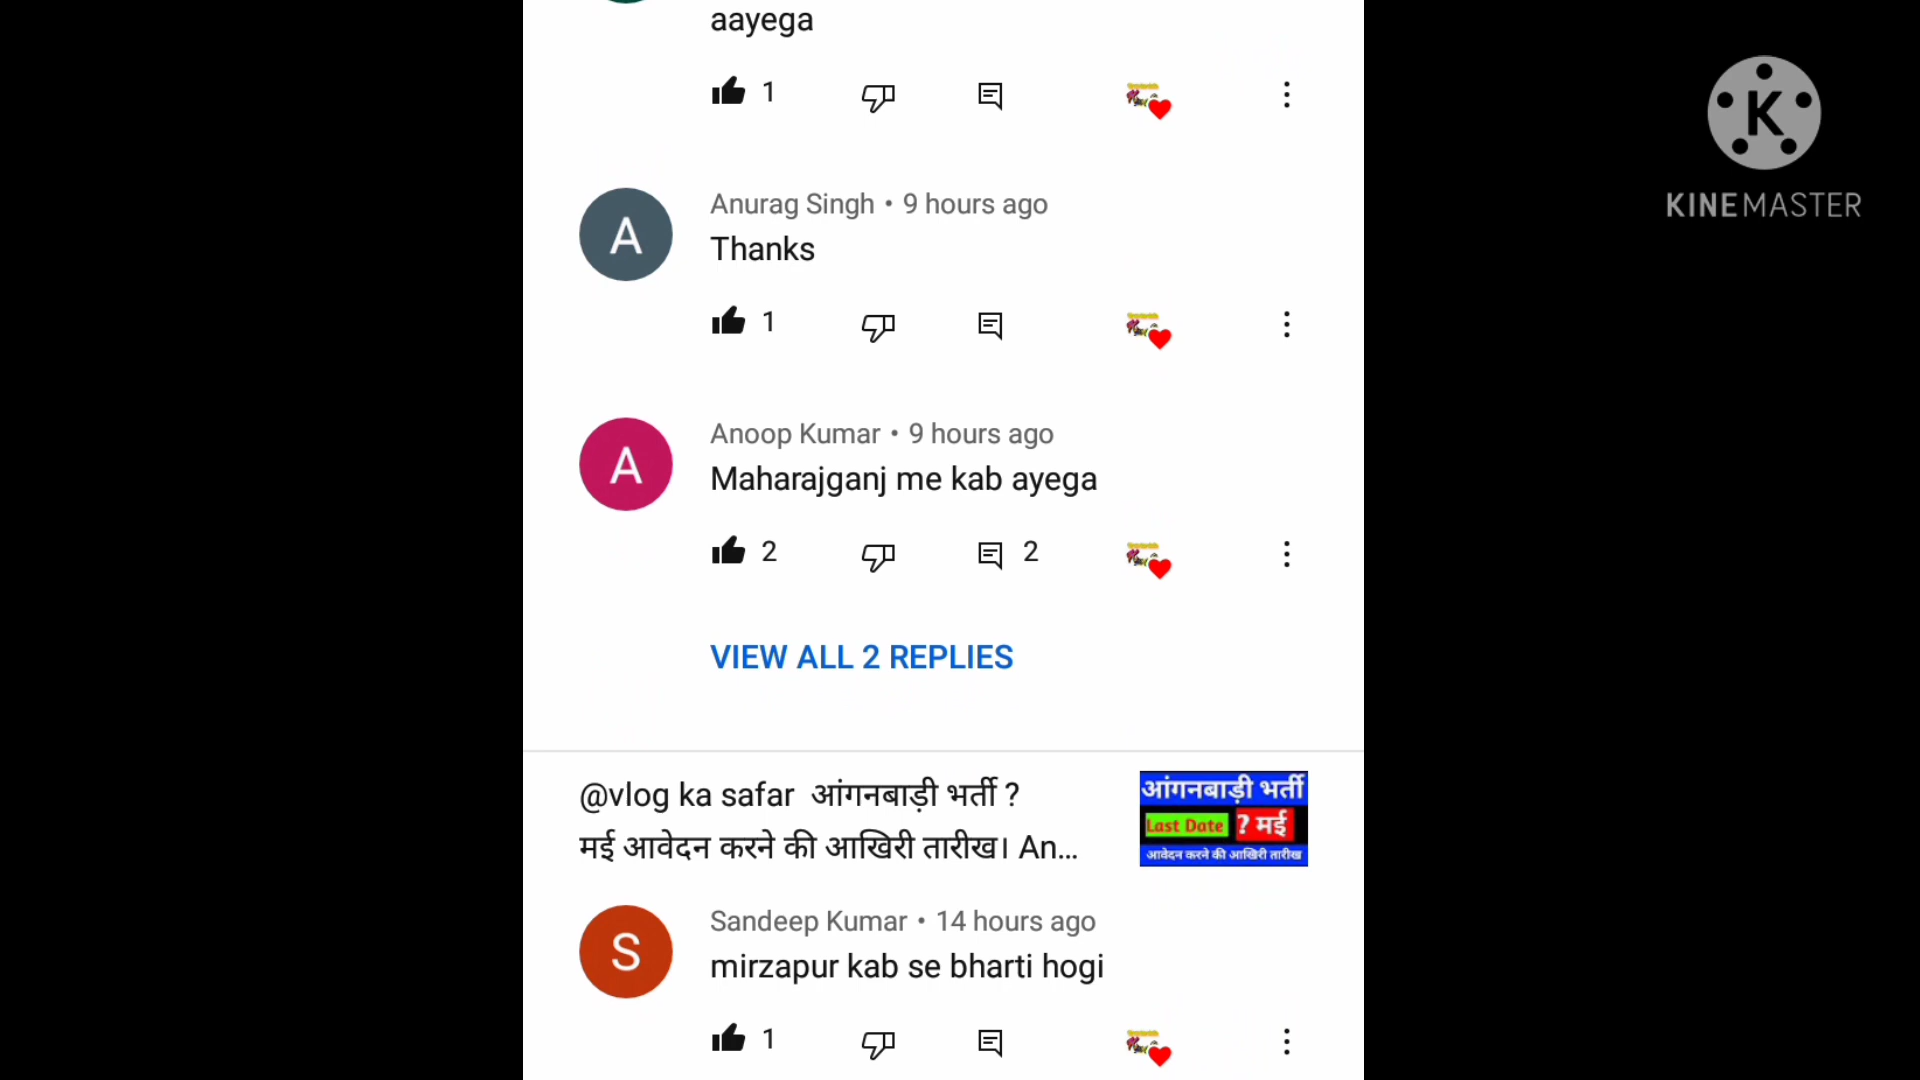 aayega
1
KINEMASTER
A
Anurag Singh • 9 hours ago
Thanks
1
A
Anoop Kumar • 9 hours ago
Maharajganj me kab ayega
2
2
VIEW ALL 2 REPLIES
@vlog ka safar आंगनबाड़ी भर्ती ?
मई आवेदन करने की आखिरी तारीख। An...
आंगनबाड़ी भर्ती
Last Date ? मई
आवेदन करने की आखिरी तारीख
S
Sandeep Kumar • 14 hours ago
mirzapur kab se bharti hogi
1